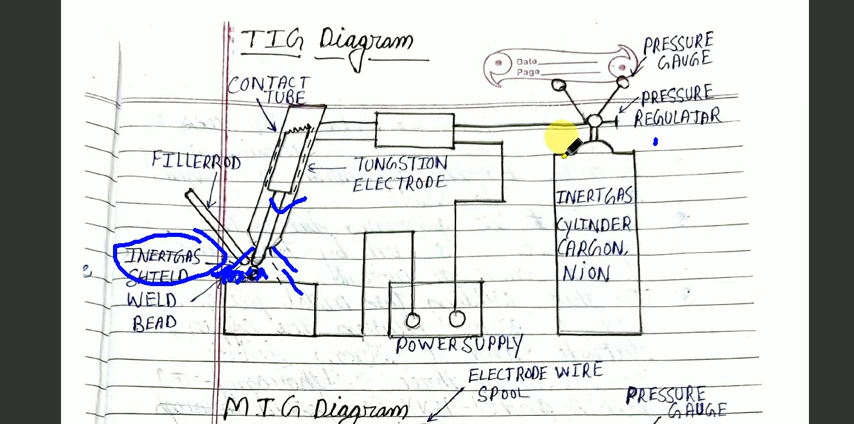 TIG Diagram
PRESSURE
GAUGE
Date
Page
CONTACT
TUBE
PRESSURE
REGULATAR
FILLERROD
TUNGSTION
ELECTRODE
INERTGAS
CYLINDER
CARGION,
NION
INERTGAS
SHIELD
WELD
BEAD
POWERSUPPLY
ELECTRODE WIRE
SPOOL
MIG Diagram
PRESSURE
GAUGE